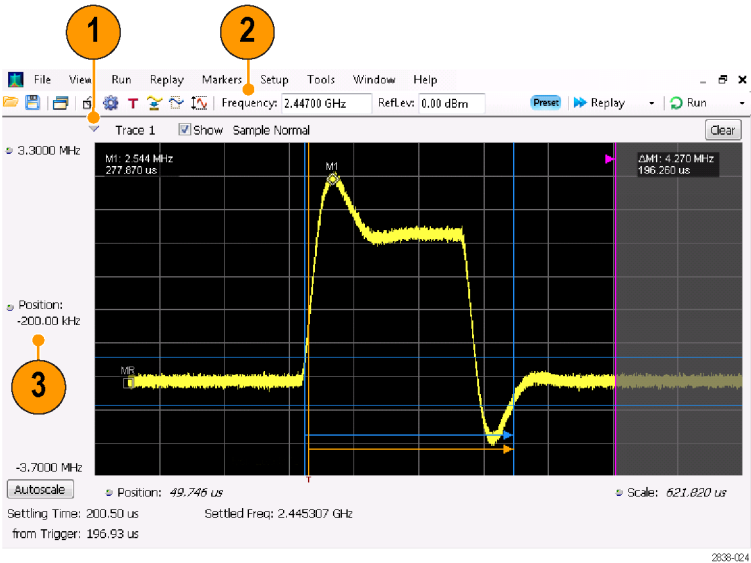 1
2
File View Run Replay Markers Setup Tools Window Help
T Frequency: 2.44700 GHz RefLev: 0.00 dBm Preset Replay Run
Trace 1 Show Sample Normal Clear
3.3000 MHz
M1: 2.544 MHz
277.870 us
M1
ΔM1: 4.270 MHz
196.260 us
Position:
-200.00 kHz
3
MR
-3.7000 MHz
T
Autoscale Position: 49.746 us Scale: 621.820 us
Settling Time: 200.50 us Settled Freq: 2.445307 GHz
from Trigger: 196.93 us
2838-024